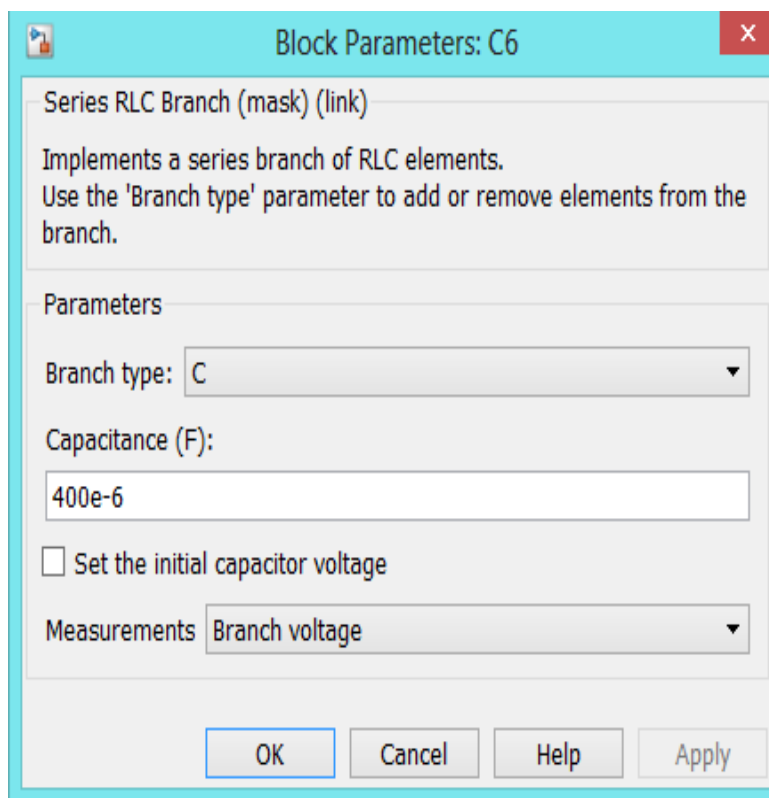 Block Parameters: C6
x
Series RLC Branch (mask) (link)
Implements a series branch of RLC elements.
Use the 'Branch type' parameter to add or remove elements from the
branch.
Parameters
Branch type: C
Capacitance (F):
400e-6
Set the initial capacitor voltage
Measurements Branch voltage
OK Cancel Help Apply